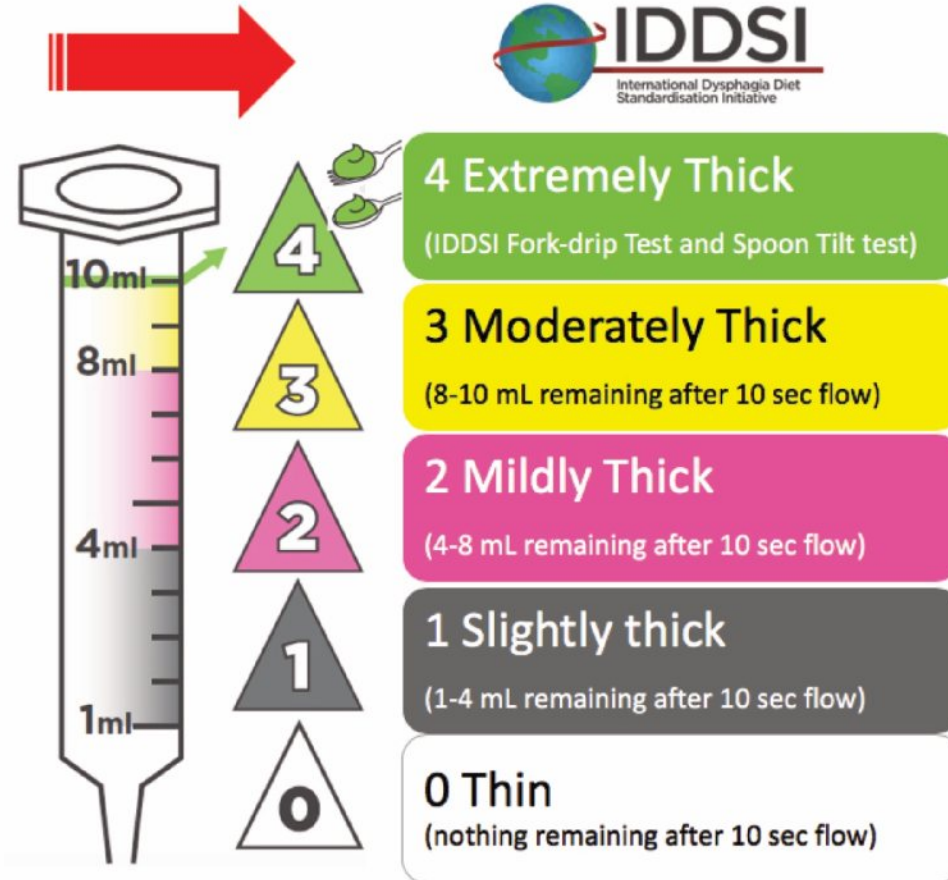 IDDSI
International Dysphagia Diet
Standardisation Initiative
10ml
8ml
4ml
1ml
4
4 Extremely Thick
(IDDSI Fork-drip Test and Spoon Tilt test)
3
3 Moderately Thick
(8-10 mL remaining after 10 sec flow)
2
2 Mildly Thick
(4-8 mL remaining after 10 sec flow)
1
1 Slightly thick
(1-4 mL remaining after 10 sec flow)
0
0 Thin
(nothing remaining after 10 sec flow)